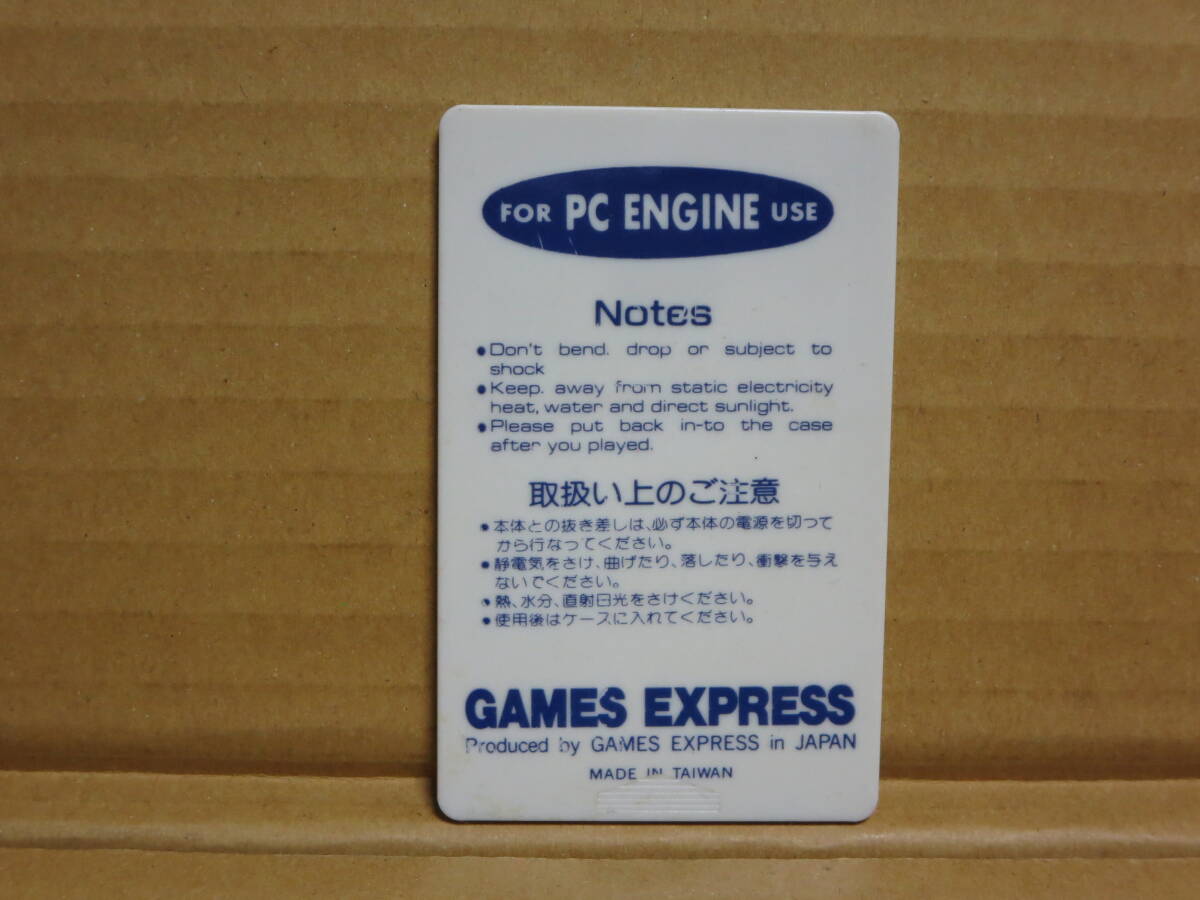 FOR PC ENGINE USE
Notes
●Don't bend. drop or subject to
shock
●Keep. away from static electricity
heat, water and direct sunlight.
●Please put back in-to the case
after you played.
取扱い上のご注意
●本体との抜き差しは、必ず本体の電源を切って
から行なってください。
●静電気をさけ、曲げたり、落したり、衝撃を与え
ないでください。
●熱、水分、直射日光をさけください。
●使用後はケースに入れてください。
GAMES EXPRESS
Produced by GAMES EXPRESS in JAPAN
MADE IN TAIWAN